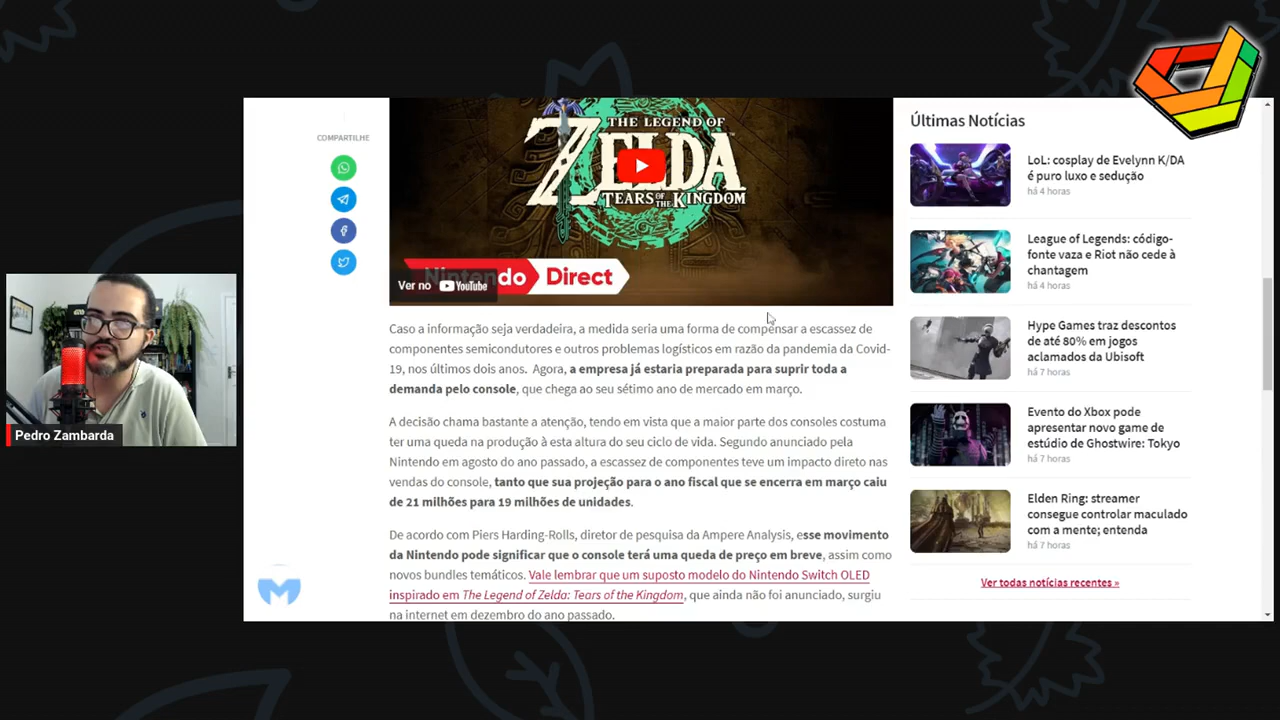 COMPARTILHE
THE LEGEND OF
ZELDA
TEARS OF THE KINGDOM
Nintendo Direct
Ver no YouTube
Caso a informação seja verdadeira, a medida seria uma forma de compensar a escassez de
componentes semicondutores e outros problemas logísticos em razão da pandemia da Covid-
19, nos últimos dois anos. Agora, a empresa já estaria preparada para suprir toda a
demanda pelo console, que chega ao seu sétimo ano de mercado em março.
A decisão chama bastante a atenção, tendo em vista que a maior parte dos consoles costuma
ter uma queda na produção à esta altura do seu ciclo de vida. Segundo anunciado pela
Nintendo em agosto do ano passado, a escassez de componentes teve um impacto direto nas
vendas do console, tanto que sua projeção para o ano fiscal que se encerra em março caiu
de 21 milhões para 19 milhões de unidades.
De acordo com Piers Harding-Rolls, diretor de pesquisa da Ampere Analysis, esse movimento
da Nintendo pode significar que o console terá uma queda de preço em breve, assim como
novos bundles temáticos. Vale lembrar que um suposto modelo do Nintendo Switch OLED
inspirado em The Legend of Zelda: Tears of the Kingdom, que ainda não foi anunciado, surgiu
na internet em dezembro do ano passado.
Últimas Notícias
LoL: cosplay de Evelynn K/DA
é puro luxo e sedução
há 4 horas
League of Legends: código-
fonte vaza e Riot não cede à
chantagem
há 4 horas
Hype Games traz descontos
de até 80% em jogos
aclamados da Ubisoft
há 7 horas
Evento do Xbox pode
apresentar novo game de
estúdio de Ghostwire: Tokyo
há 7 horas
Elden Ring: streamer
consegue controlar maculado
com a mente; entenda
há 7 horas
Ver todas notícias recentes »
Pedro Zambarda